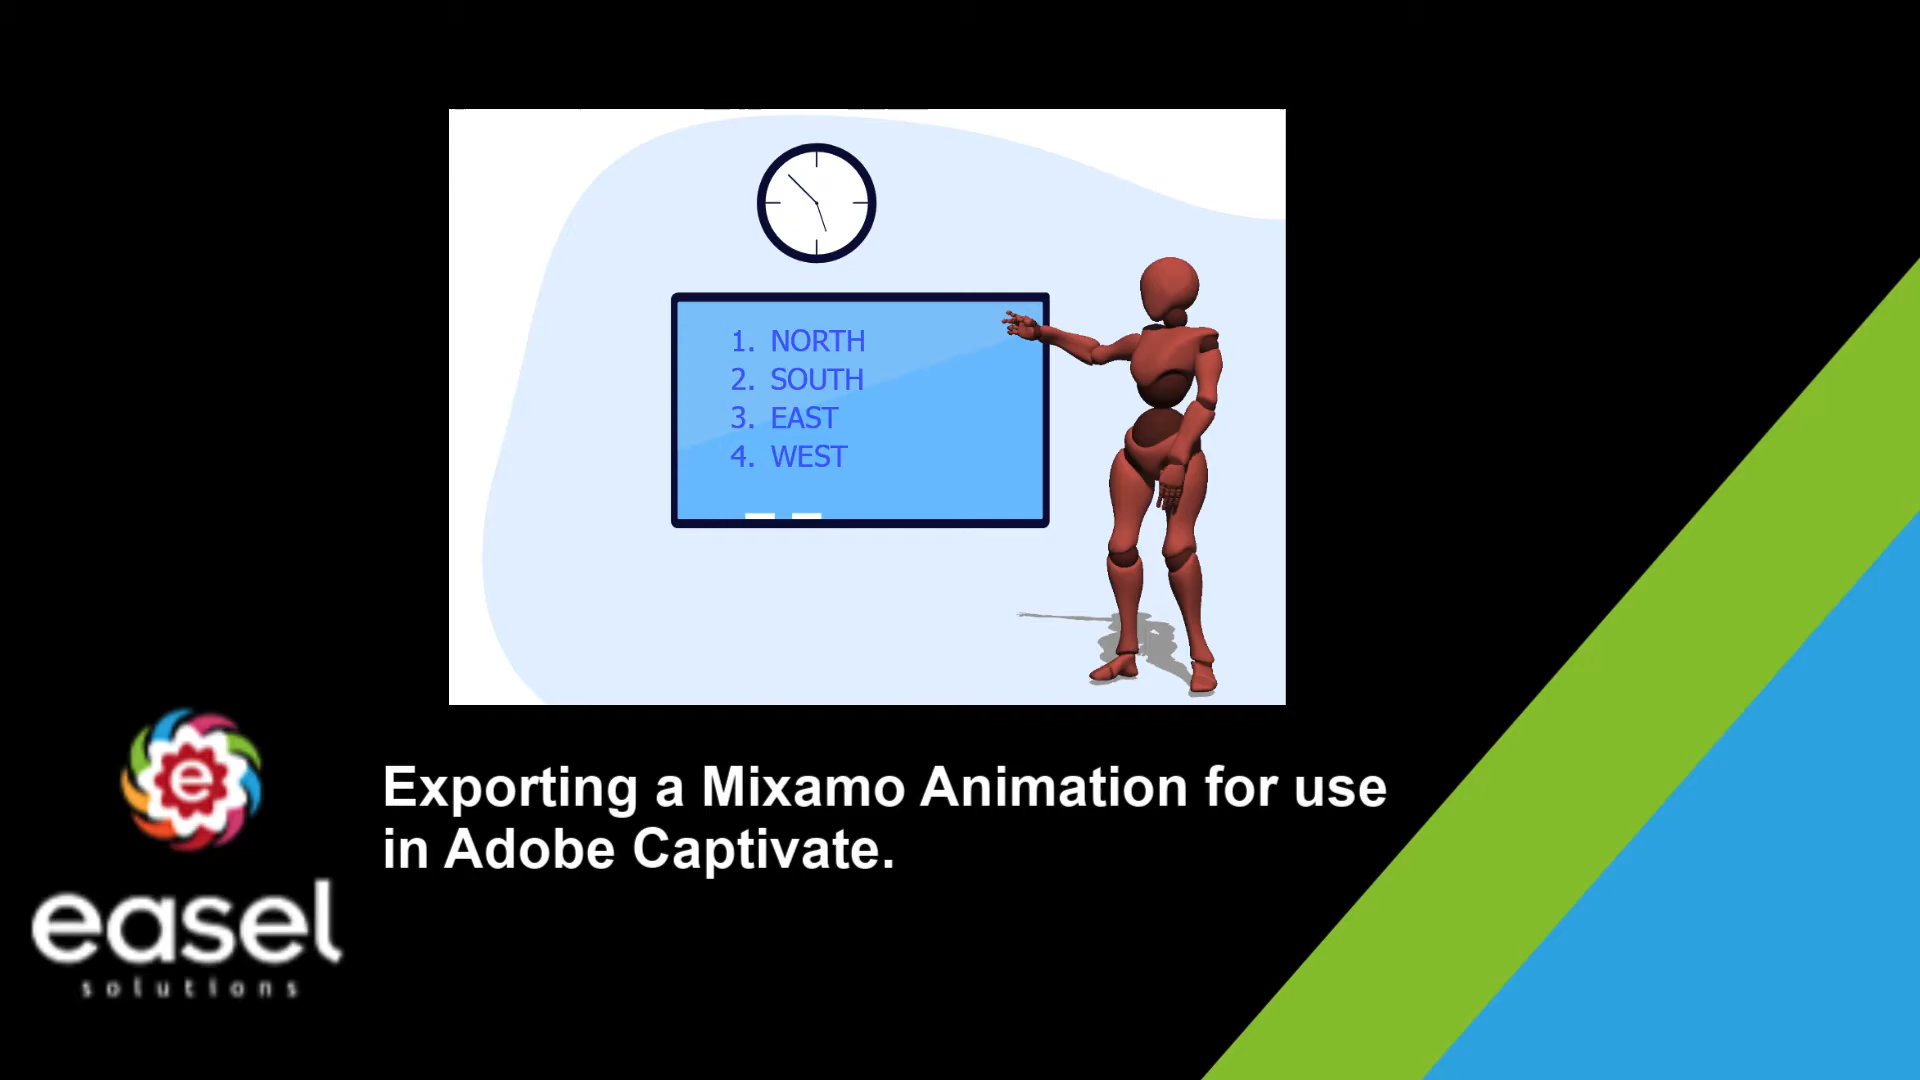 1. NORTH
2. SOUTH
3. EAST
4. WEST
e
easel
solutions
Exporting a Mixamo Animation for use
in Adobe Captivate.